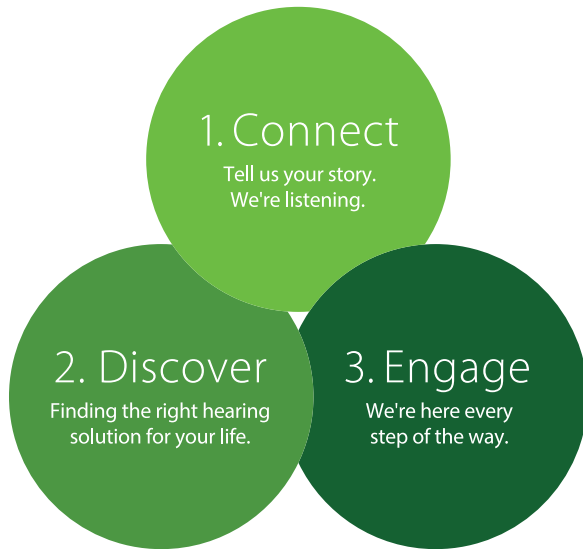 1. Connect
Tell us your story.
We're listening.
2. Discover
Finding the right hearing
solution for your life.
3. Engage
We're here every
step of the way.